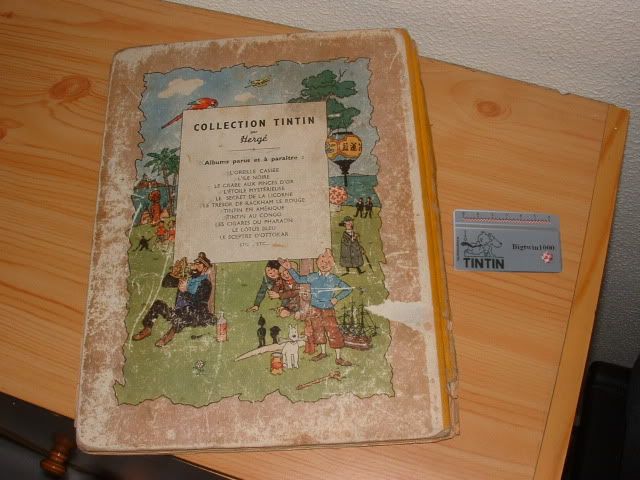 COLLECTION TINTIN
par
Hergé
Albums parus et à paraître :
L'OREILLE CASSÉE
L'ILE NOIRE
LE CRABE AUX PINCES D'OR
L'ÉTOILE MYSTÉRIEUSE
LE SECRET DE LA LICORNE
LE TRÉSOR DE RACKHAM LE ROUGE
TINTIN EN AMÉRIQUE
TINTIN AU CONGO
LES CIGARES DU PHARAON
LE LOTUS BLEU
LE SCEPTRE D'OTTOKAR
ETC., ETC...
Bigtwin1000
TINTIN